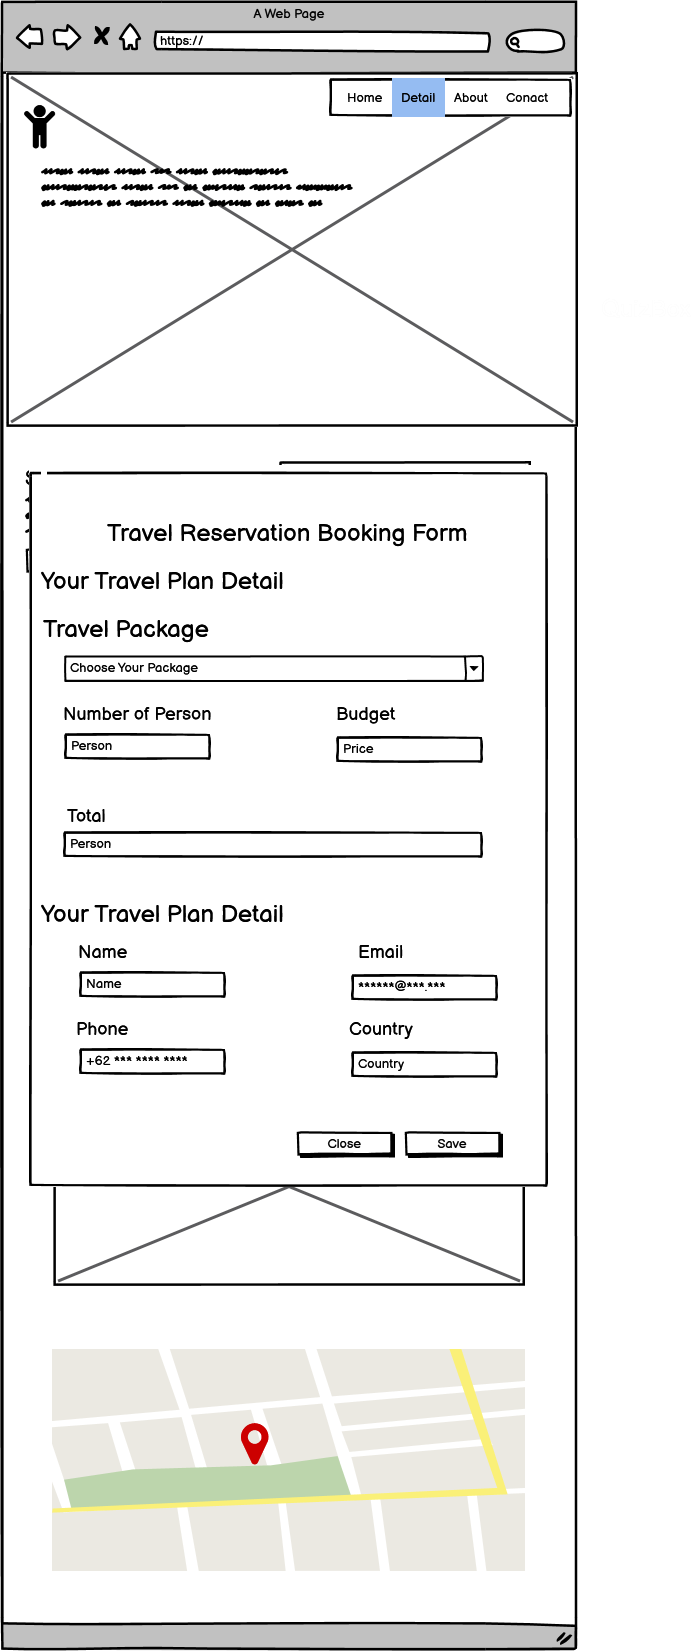 A Web Page
https://
Home Detail About Conact
Travel Reservation Booking Form
Your Travel Plan Detail
Travel Package
Choose Your Package
Number of Person Budget
Person Price
Total
Person
Your Travel Plan Detail
Name Email
Name ******@***.***
Phone Country
+62 *** **** **** Country
Close Save